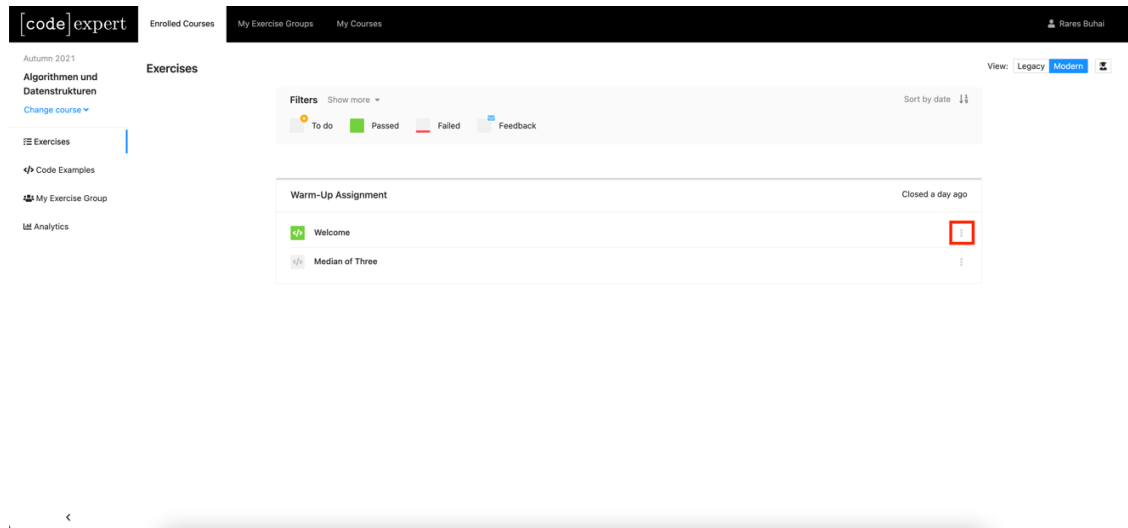 [code]expert Enrolled Courses My Exercise Groups My Courses Rares Buhai
Autumn 2021
Algorithmen und
Datenstrukturen
Change course
Exercises
Code Examples
My Exercise Group
Analytics
Exercises
View: Legacy Modern
Filters Show more Sort by date
To do Passed Failed Feedback
Warm-Up Assignment Closed a day ago
</> Welcome
</> Median of Three